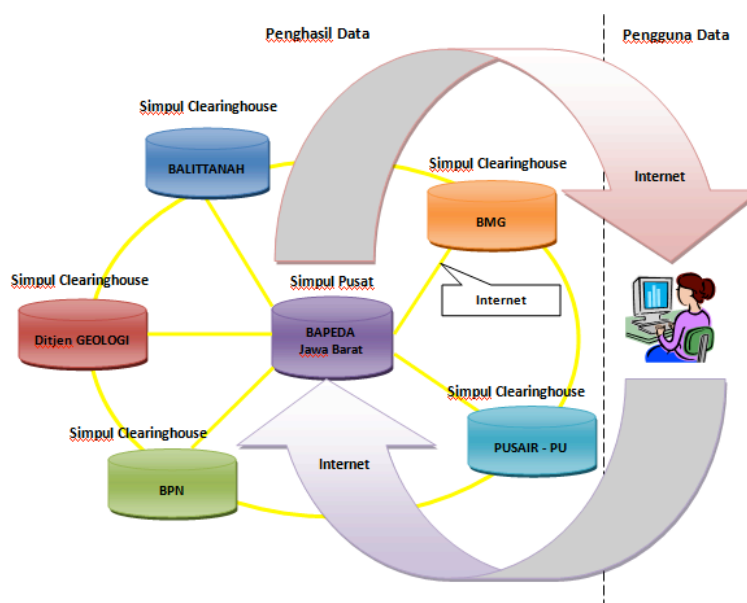 Penghasil Data
Pengguna Data
Simpul Clearinghouse
BALITTANAH
Simpul Clearinghouse
BMG
Internet
Simpul Clearinghouse
Ditjen GEOLOGI
Simpul Pusat
BAPEDA
Jawa Barat
Internet
Simpul Clearinghouse
PUSAIR - PU
Simpul Clearinghouse
BPN
Internet